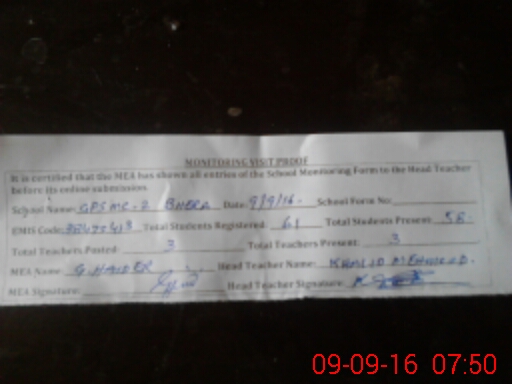 MONITORING VISIT PROOF
It is certified that the MEA has shown all entries of the School Monitoring Form to the Head Teacher
before its online submission.
School Name: GPS MC-2 BHERA Date: 9/9/16. School Form No:
EMIS Code: Total Students Registered: 61 Total Students Present: 58
Total Teachers Posted: 3 Total Teachers Present: 3
MEA Name G. HAIDER Head Teacher Name: KHALID MEHMOOD.
MEA Signature: Head Teacher Signature:
09-09-16 07:50